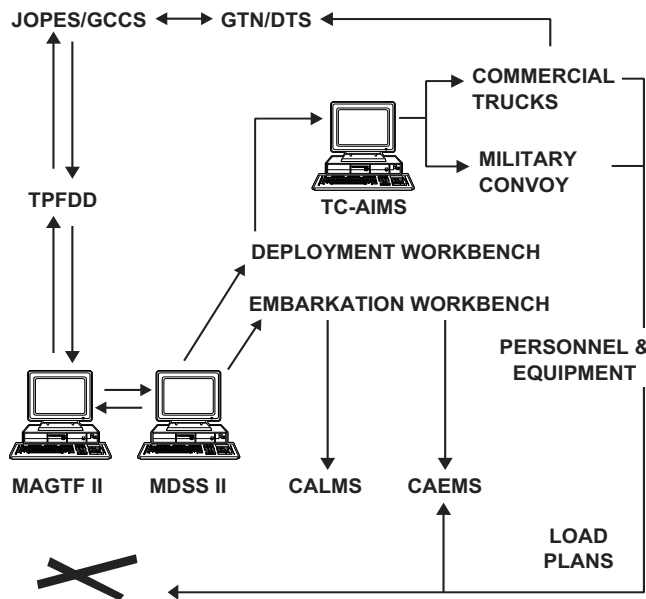 JOPES/GCCS
GTN/DTS
COMMERCIAL
TRUCKS
MILITARY
CONVOY
TC-AIMS
TPFDD
DEPLOYMENT WORKBENCH
EMBARKATION WORKBENCH
PERSONNEL &
EQUIPMENT
MAGTF II
MDSS II
CALMS
CAEMS
LOAD
PLANS